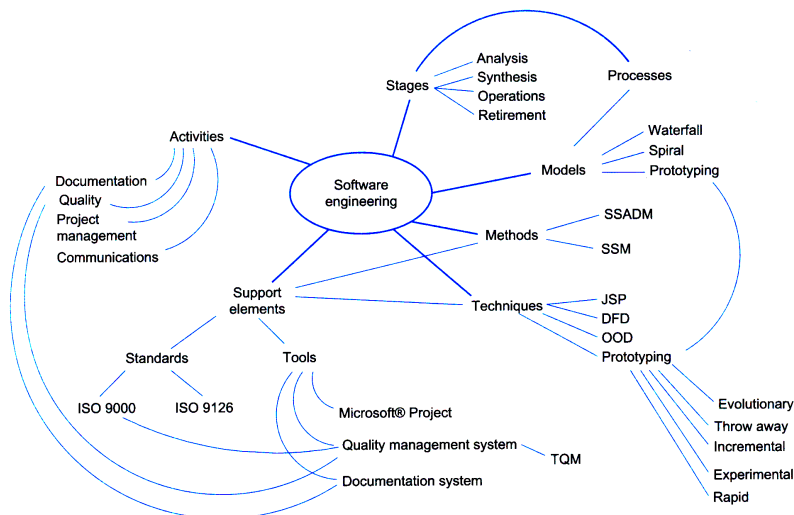 Analysis
Processes
Synthesis
Stages
Operations
Retirement
Activities
Waterfall
Spiral
Models
Prototyping
Software
engineering
Documentation
Quality
Project
management
Communications
SSADM
Methods
SSM
Support
elements
Techniques
JSP
DFD
OOD
Prototyping
Standards
Tools
ISO 9000
ISO 9126
Microsoft® Project
Evolutionary
Throw away
Incremental
Quality management system
TQM
Experimental
Documentation system
Rapid